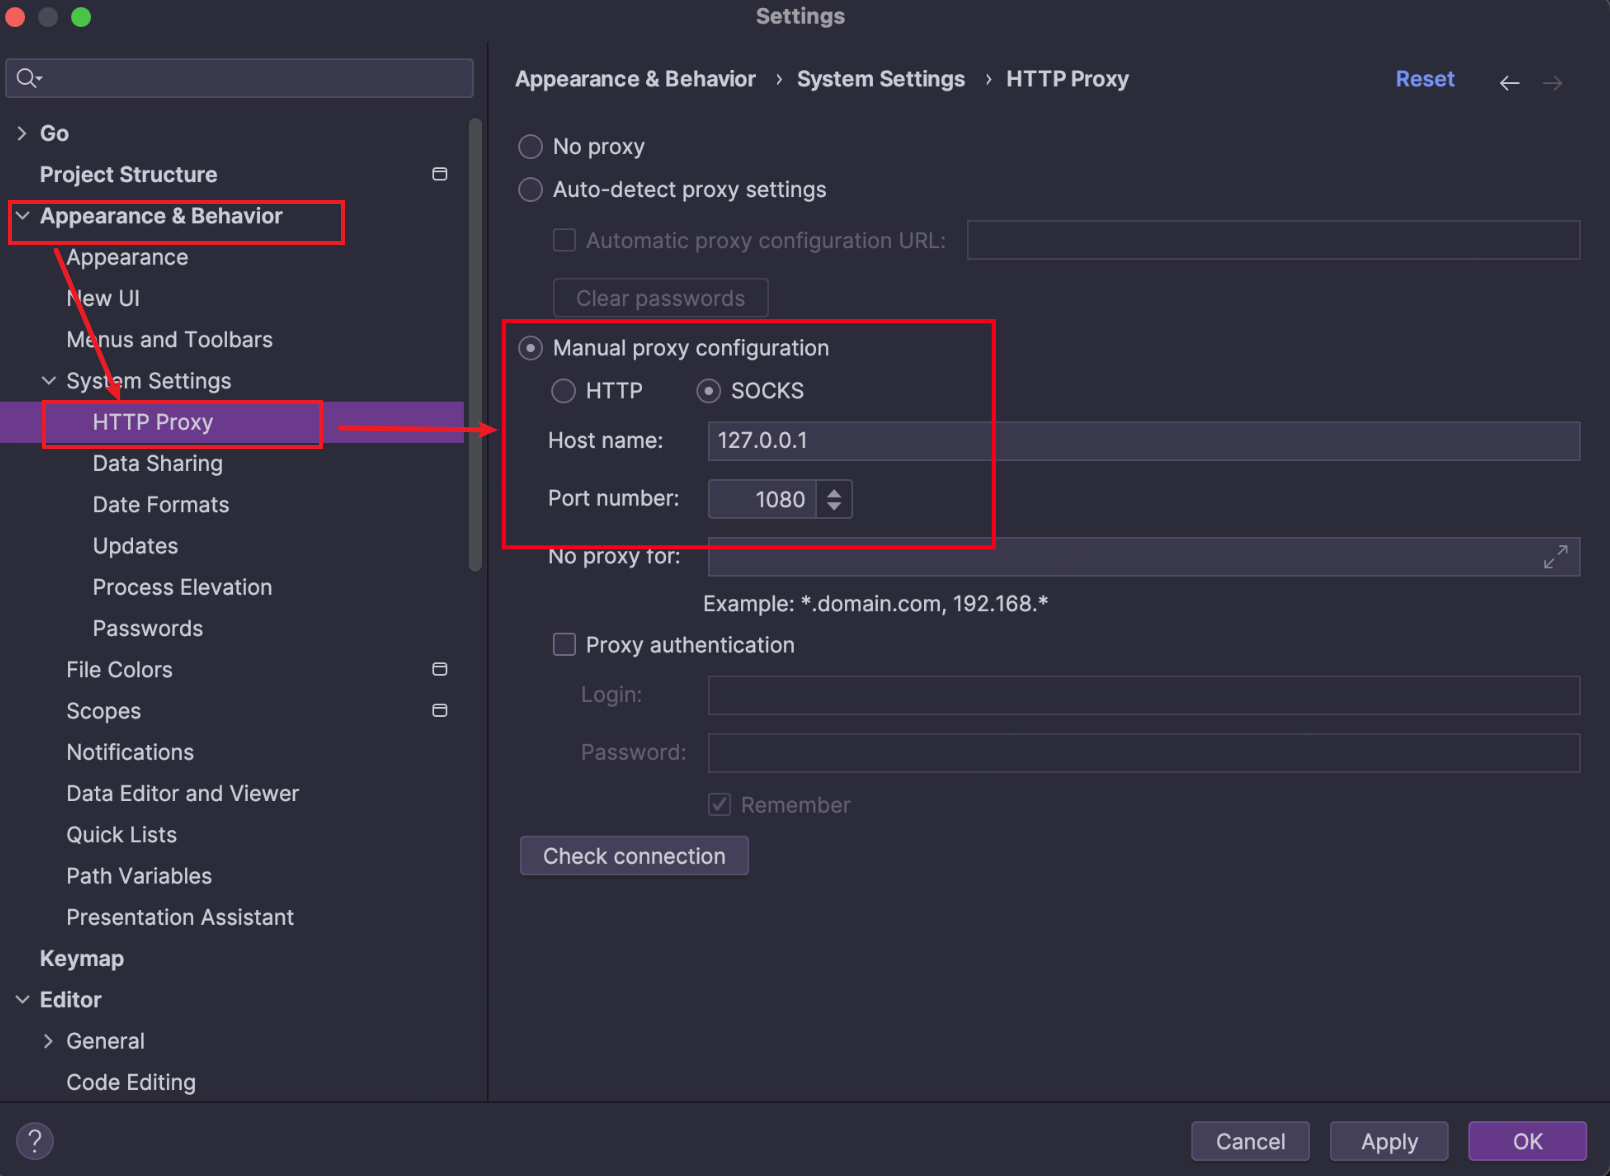 Settings
Go
Project Structure
Appearance & Behavior
Appearance
New UI
Menus and Toolbars
System Settings
HTTP Proxy
Data Sharing
Date Formats
Updates
Process Elevation
Passwords
File Colors
Scopes
Notifications
Data Editor and Viewer
Quick Lists
Path Variables
Presentation Assistant
Keymap
Editor
General
Code Editing
Appearance & Behavior › System Settings › HTTP Proxy Reset
No proxy
Auto-detect proxy settings
Automatic proxy configuration URL:
Clear passwords
Manual proxy configuration
HTTP SOCKS
Host name: 127.0.0.1
Port number: 1080
No proxy for:
Example: *.domain.com, 192.168.*
Proxy authentication
Login:
Password:
Remember
Check connection
? Cancel Apply OK